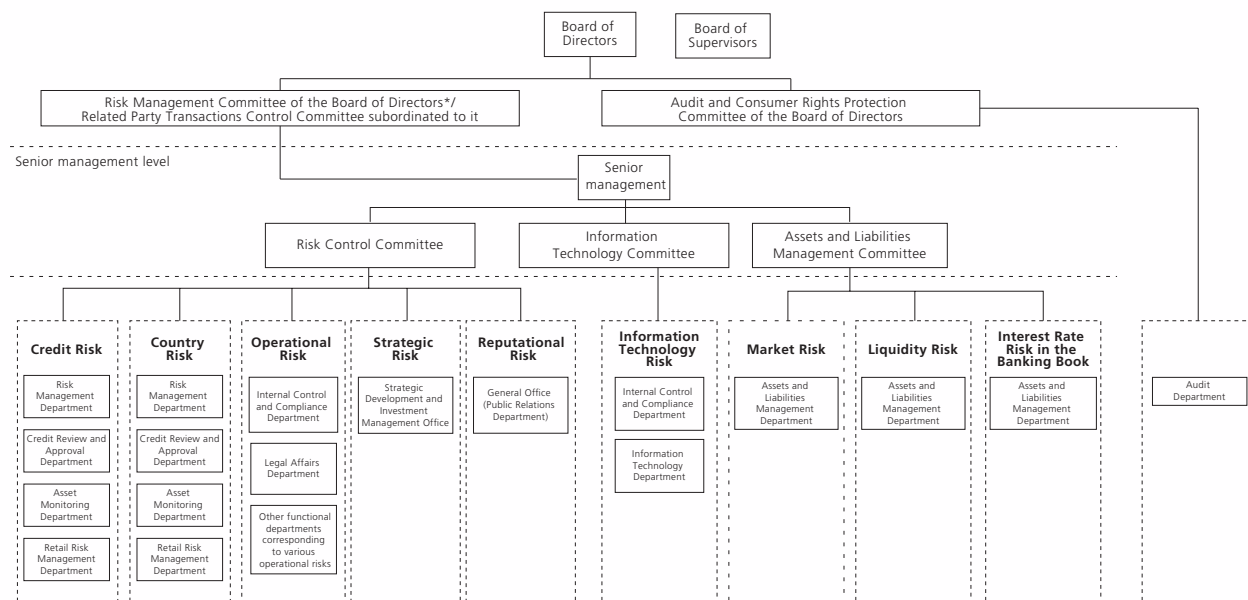 Board of
Directors
Board of
Supervisors
Risk Management Committee of the Board of Directors*/
Related Party Transactions Control Committee subordinated to it
Audit and Consumer Rights Protection
Committee of the Board of Directors
Senior management level
Senior
management
Risk Control Committee
Information
Technology Committee
Assets and Liabilities
Management Committee
Credit Risk
Risk
Management
Department
Credit Review and
Approval
Department
Asset
Monitoring
Department
Retail Risk
Management
Department
Country
Risk
Risk
Management
Department
Credit Review and
Approval
Department
Asset
Monitoring
Department
Retail Risk
Management
Department
Operational
Risk
Internal Control
and Compliance
Department
Legal Affairs
Department
Other functional
departments
corresponding
to various
operational risks
Strategic
Risk
Strategic
Development and
Investment
Management Office
Reputational
Risk
General Office
(Public Relations
Department)
Information
Technology
Risk
Internal Control
and Compliance
Department
Information
Technology
Department
Market Risk
Assets and
Liabilities
Management
Department
Liquidity Risk
Assets and
Liabilities
Management
Department
Interest Rate
Risk in the
Banking Book
Assets and
Liabilities
Management
Department
Audit
Department